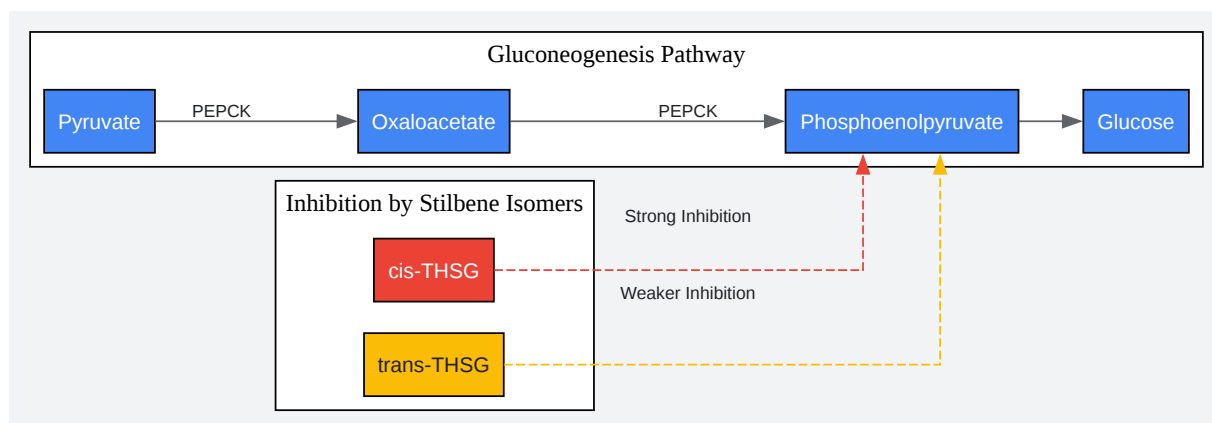 Gluconeogenesis Pathway
Pyruvate
PEPCK
Oxaloacetate
PEPCK
Phosphoenolpyruvate
Glucose
Inhibition by Stilbene Isomers
Strong Inhibition
cis-THSG
Weaker Inhibition
trans-THSG